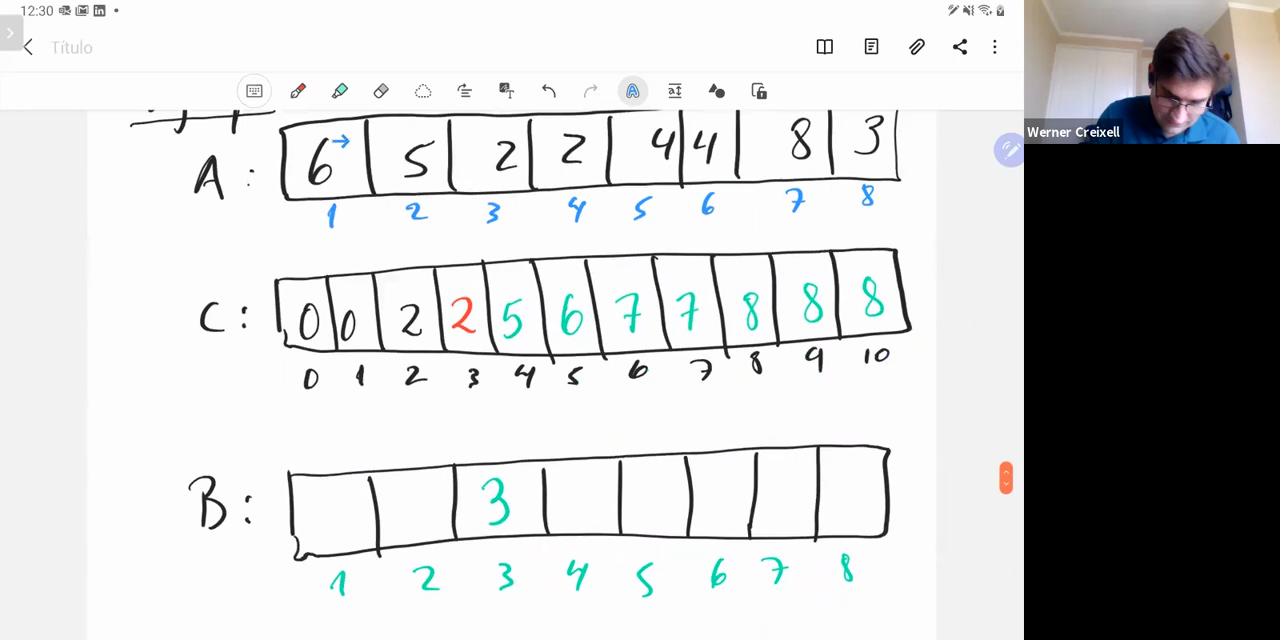 12:30
Título
Werner Creixell
A: 6→ 5 2 2 4 4 8 3
1 2 3 4 5 6 7 8
C: 0 0 2 2 5 6 7 7 8 8 8
0 1 2 3 4 5 6 7 8 9 10
B: 3
1 2 3 4 5 6 7 8